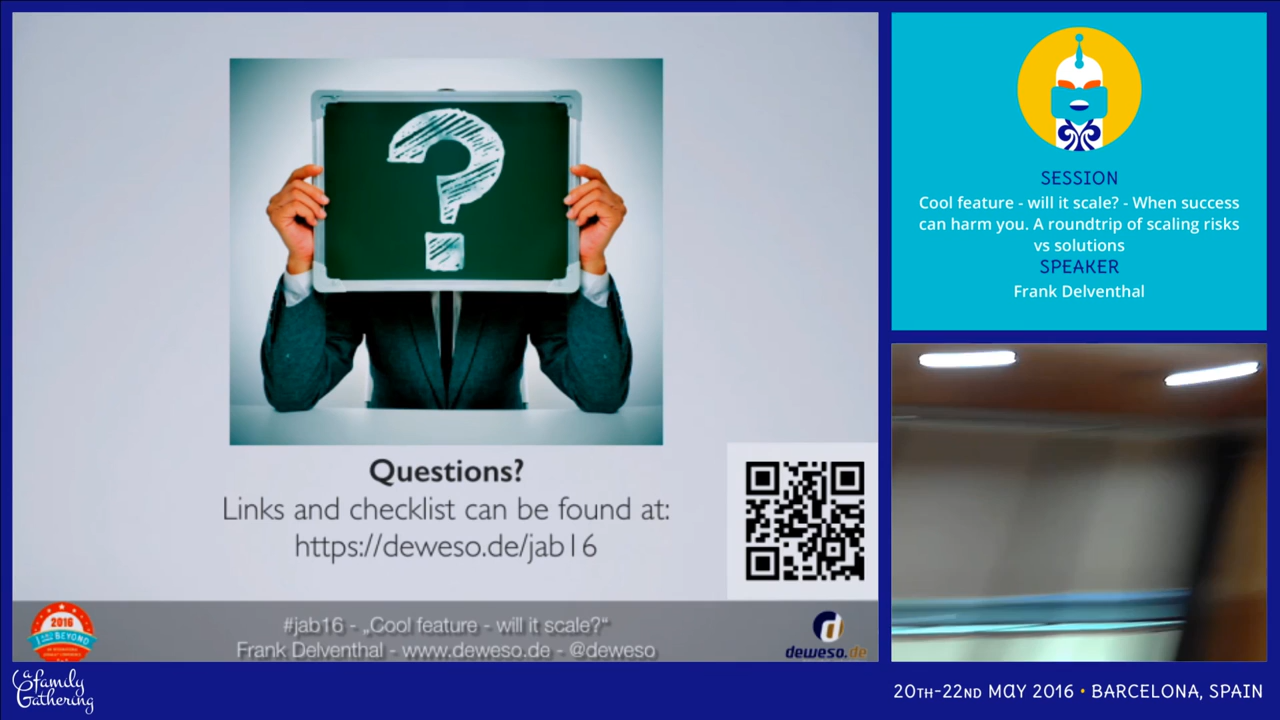 ?
Questions?
Links and checklist can be found at:
https://deweso.de/jab16
2016
BEYOND
#jab16 - „Cool feature - will it scale?“
Frank Delventhal - www.deweso.de - @deweso
deweso.de
SESSION
Cool feature - will it scale? - When success
can harm you. A roundtrip of scaling risks
vs solutions
SPEAKER
Frank Delventhal
a family
Gathering
20TH-22ND MAY 2016 • BARCELONA, SPAIN